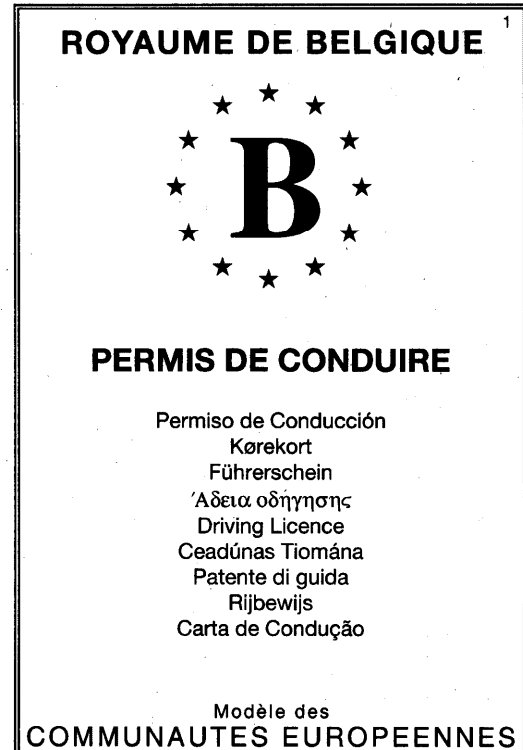 1
ROYAUME DE BELGIQUE
B
PERMIS DE CONDUIRE
Permiso de Conducción
Kørekort
Führerschein
Άδεια οδήγησης
Driving Licence
Ceadúnas Tiomána
Patente di guida
Rijbewijs
Carta de Condução
Modèle des
COMMUNAUTES EUROPEENNES